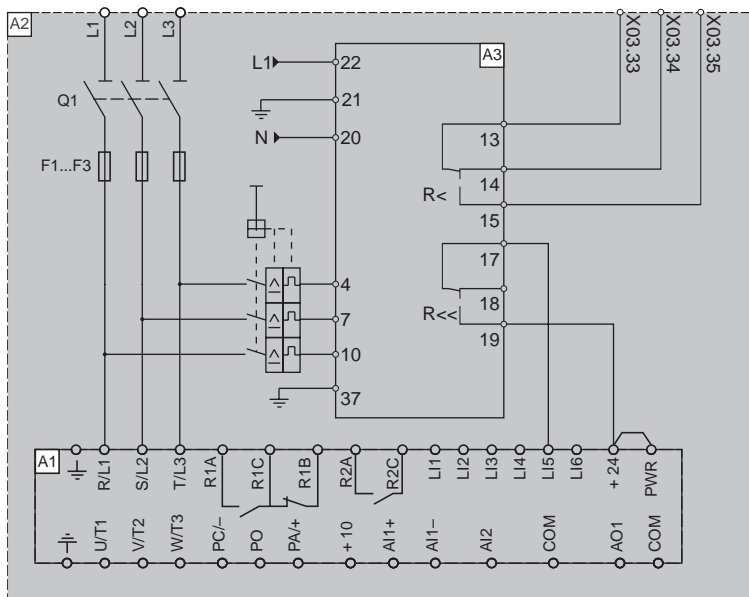 A2
L1
L2
L3
X03.33
X03.34
X03.35
Q1
F1...F3
A3
L1
22
21
N
20
13
14
R<
15
17
18
R<<
19
4
7
10
37
A1
R/L1
S/L2
T/L3
R1A
R1C
R1B
R2A
R2C
LI1
LI2
LI3
LI4
LI5
LI6
+ 24
PWR
U/T1
V/T2
W/T3
PC/–
PO
PA/+
+ 10
AI1+
AI1–
AI2
COM
AO1
COM